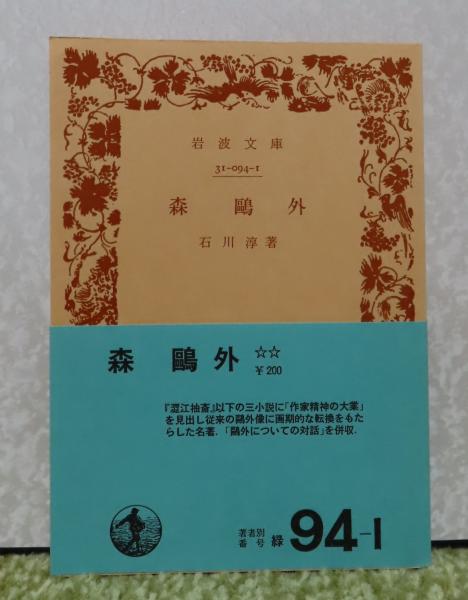 岩波文庫
31-094-1
森鷗外
石川淳著
森鷗外 ☆☆
¥200
『澀江抽斎』以下の三小説に「作家精神の大業」
を見出し従来の鷗外像に画期的な転換をもた
らした名著.「鷗外についての対話」を併収.
著者別
番号 緑 94-1